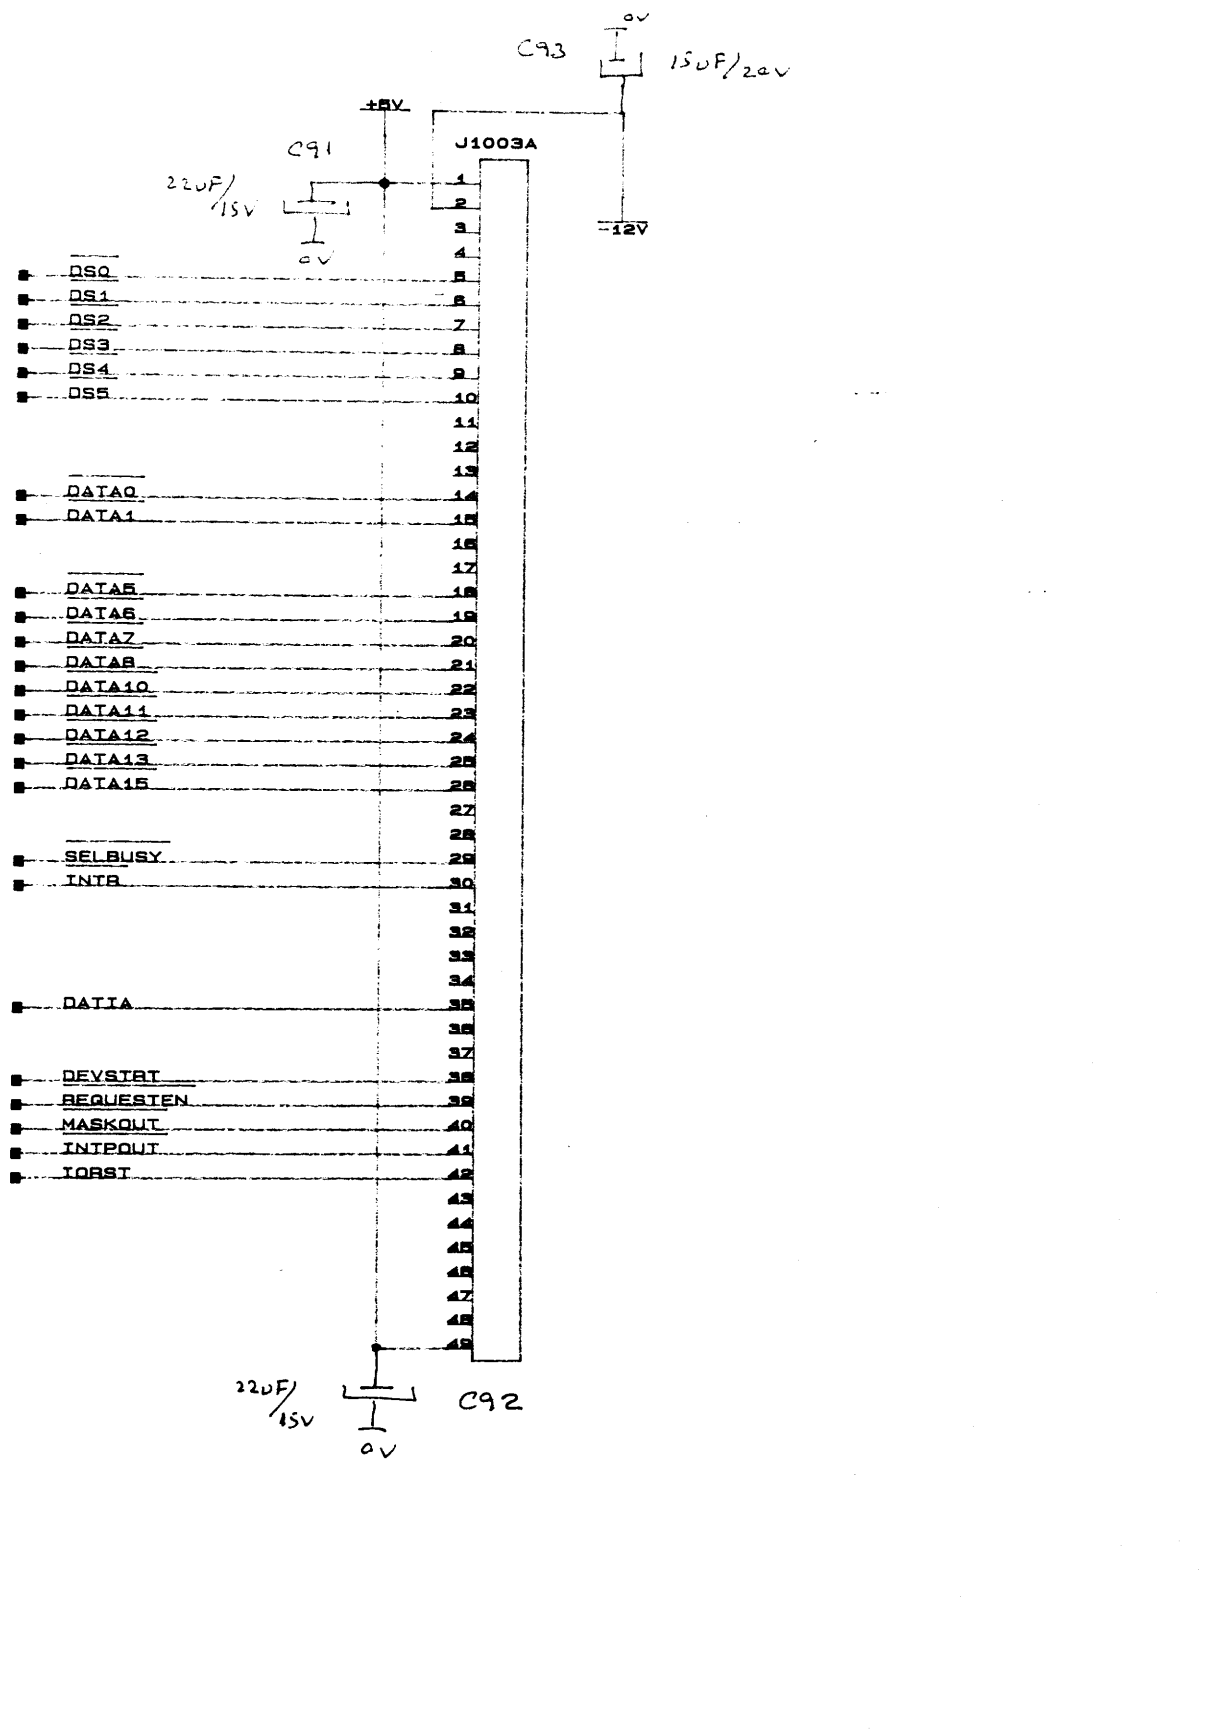 0V
C93
15uF/20V
+5V
J1003A
C91
22uF/15V
0V
-12V
1
2
3
4
DS0 5
DS1 6
DS2 7
DS3 8
DS4 9
DS5 10
11
12
13
DATA0 14
DATA1 15
16
17
DATA5 18
DATA6 19
DATA7 20
DATA8 21
DATA10 22
DATA11 23
DATA12 24
DATA13 25
DATA15 26
27
28
SELBUSY 29
INTR 30
31
32
33
34
DATIA 35
36
37
DEVSTRT 38
REQUESTEN 39
MASKOUT 40
INTPOUT 41
IORST 42
43
44
45
46
47
48
49
22uF/15V
C92
0V